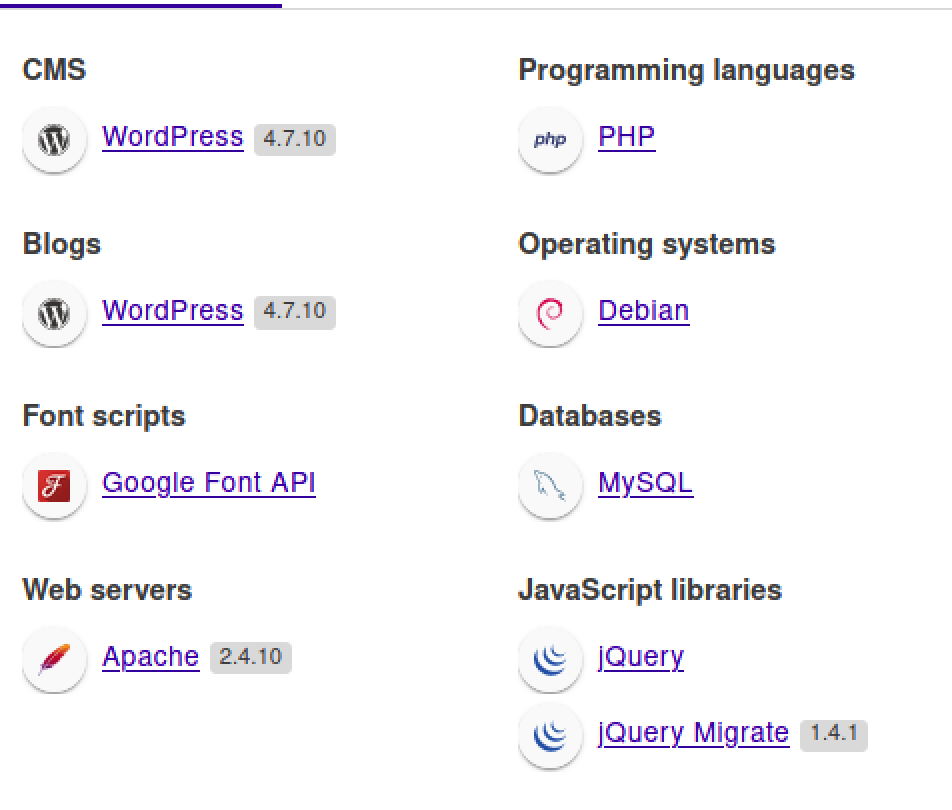 CMS
WordPress 4.7.10
Blogs
WordPress 4.7.10
Font scripts
Google Font API
Web servers
Apache 2.4.10
Programming languages
php PHP
Operating systems
Debian
Databases
MySQL
JavaScript libraries
jQuery
jQuery Migrate 1.4.1